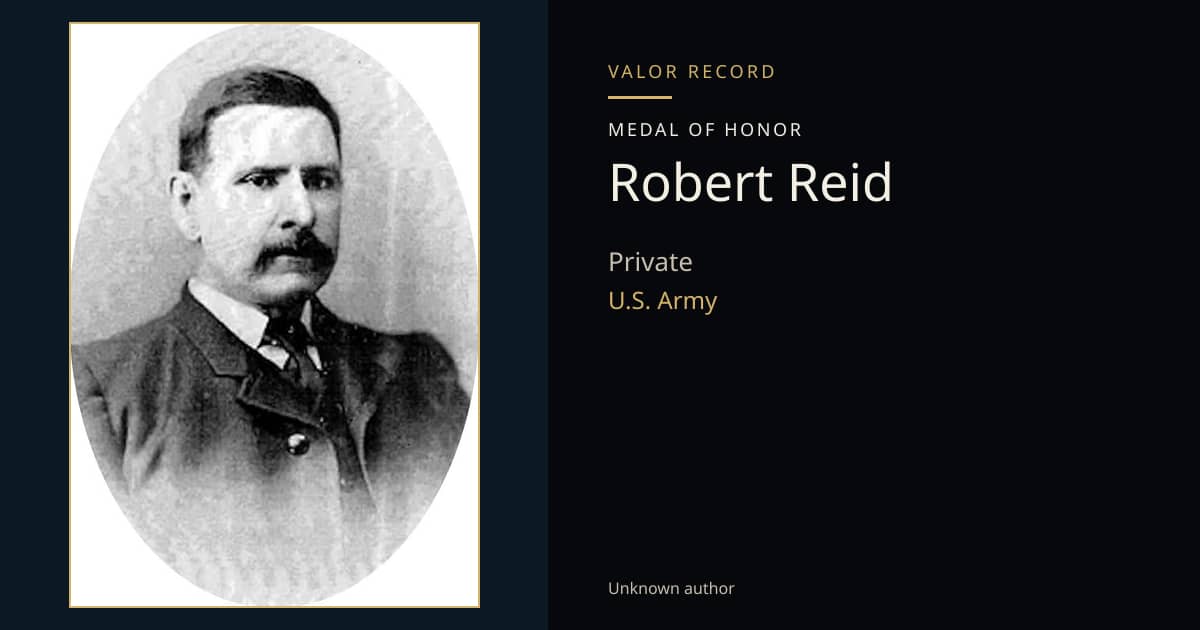 VALOR RECORD
MEDAL OF HONOR
Robert Reid
Private
U.S. Army
Unknown author